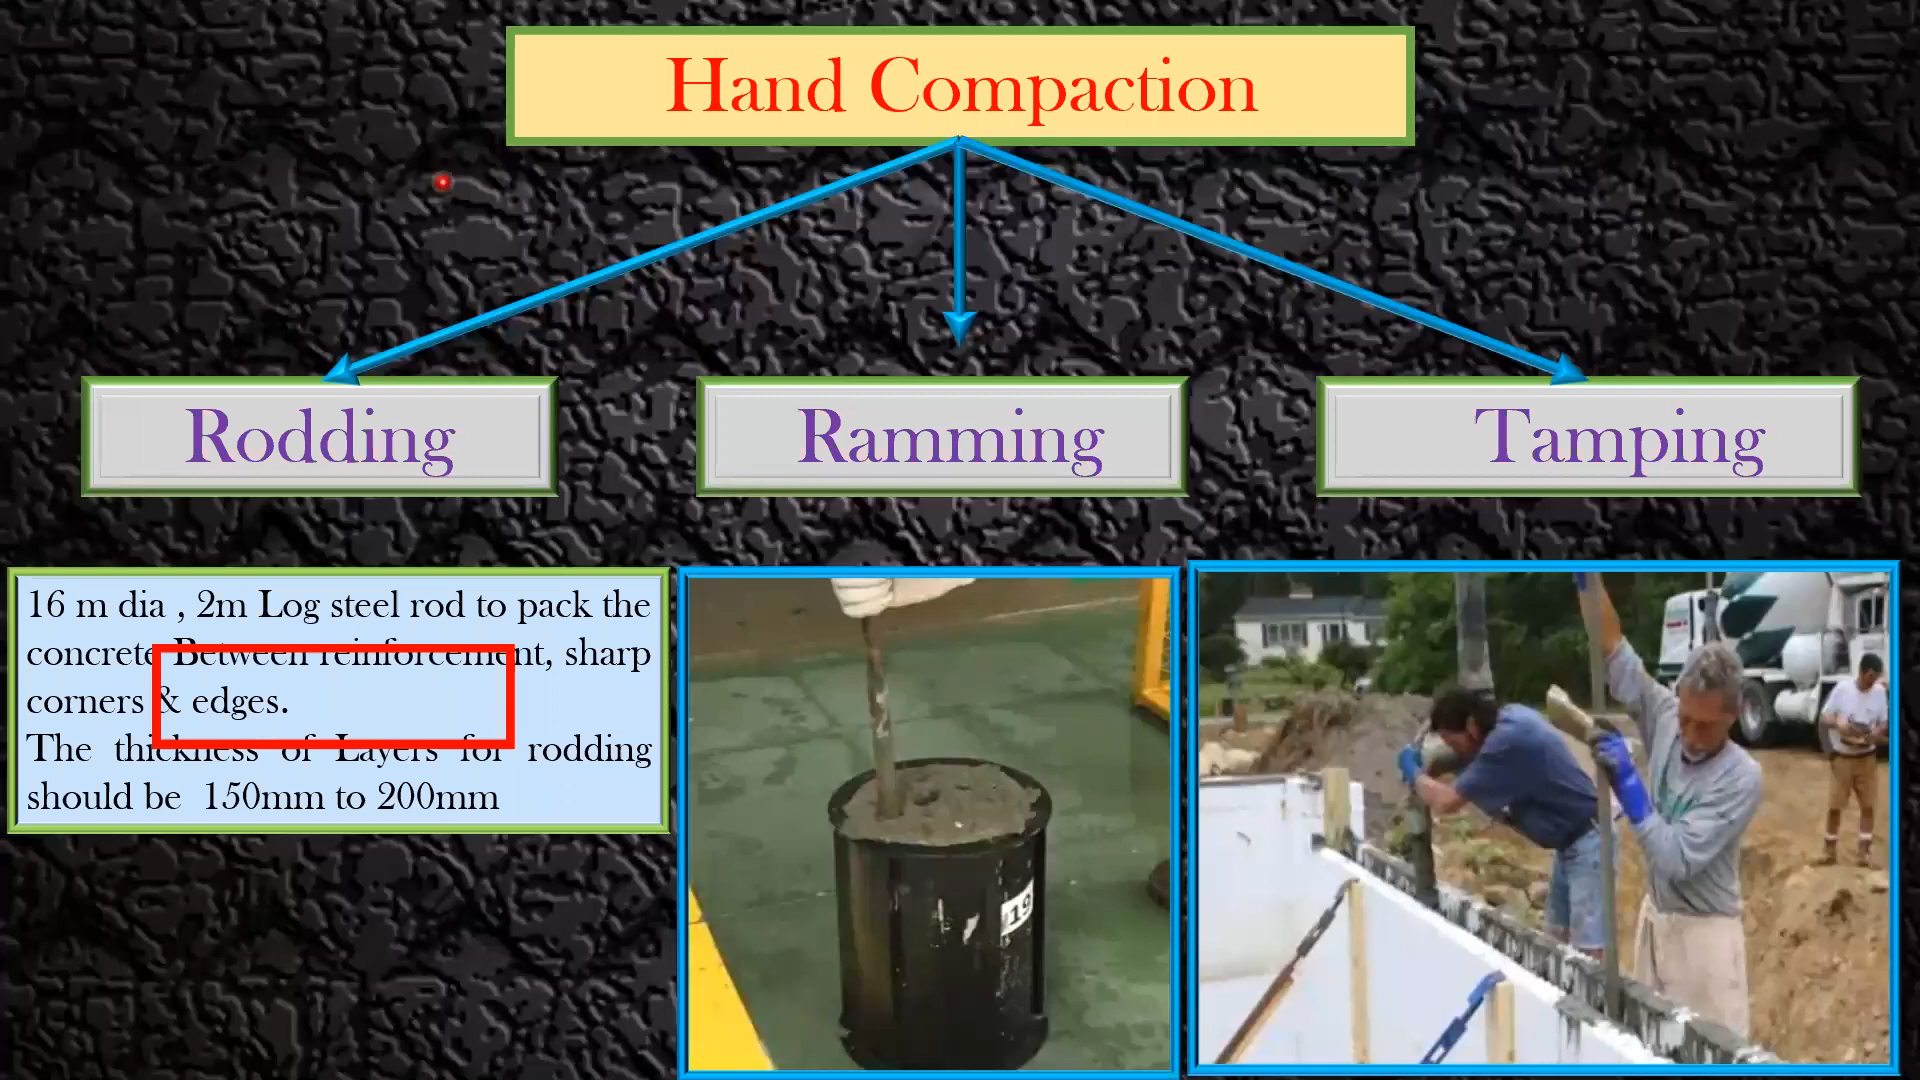 Hand Compaction
Rodding
Ramming
Tamping
16 m dia , 2m Log steel rod to pack the
concrete Between reinforcement, sharp
corners & edges.
The thickness of Layers for rodding
should be 150mm to 200mm
19